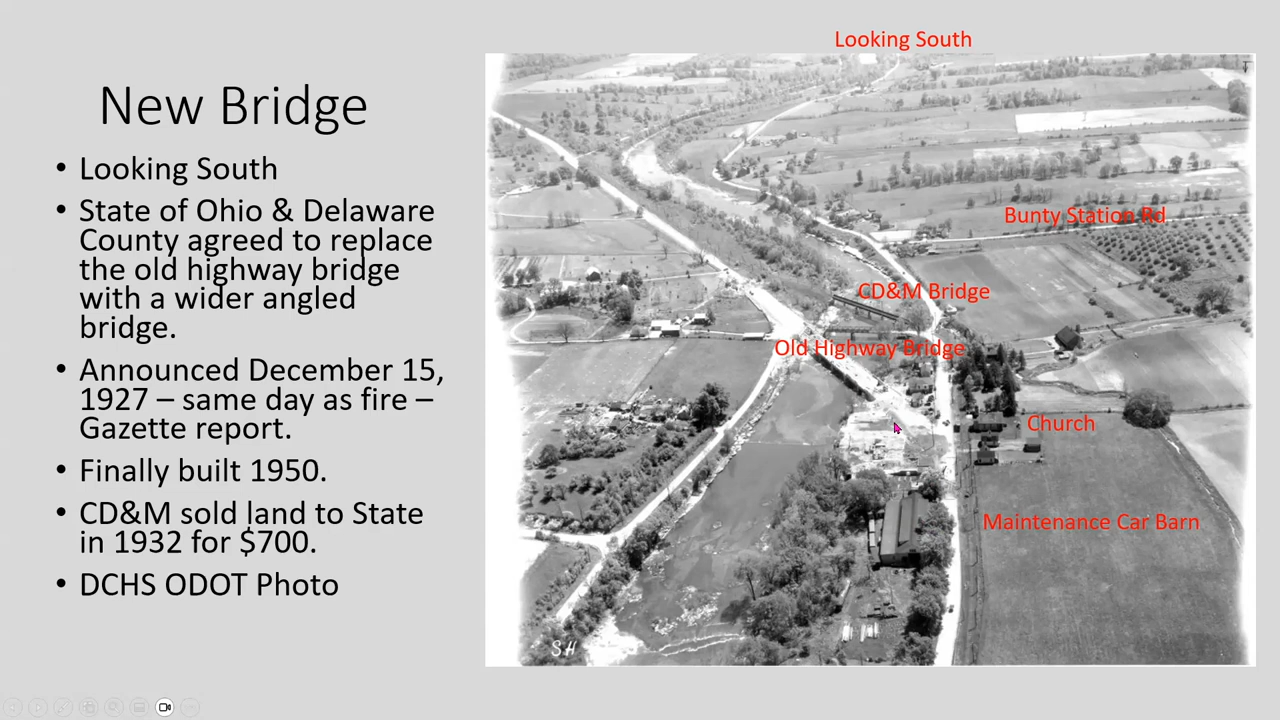 New Bridge
• Looking South
• State of Ohio & Delaware
County agreed to replace
the old highway bridge
with a wider angled
bridge.
• Announced December 15,
1927 – same day as fire –
Gazette report.
• Finally built 1950.
• CD&M sold land to State
in 1932 for $700.
• DCHS ODOT Photo
Looking South
Bunty Station Rd
CD&M Bridge
Old Highway Bridge
Church
Maintenance Car Barn
SH